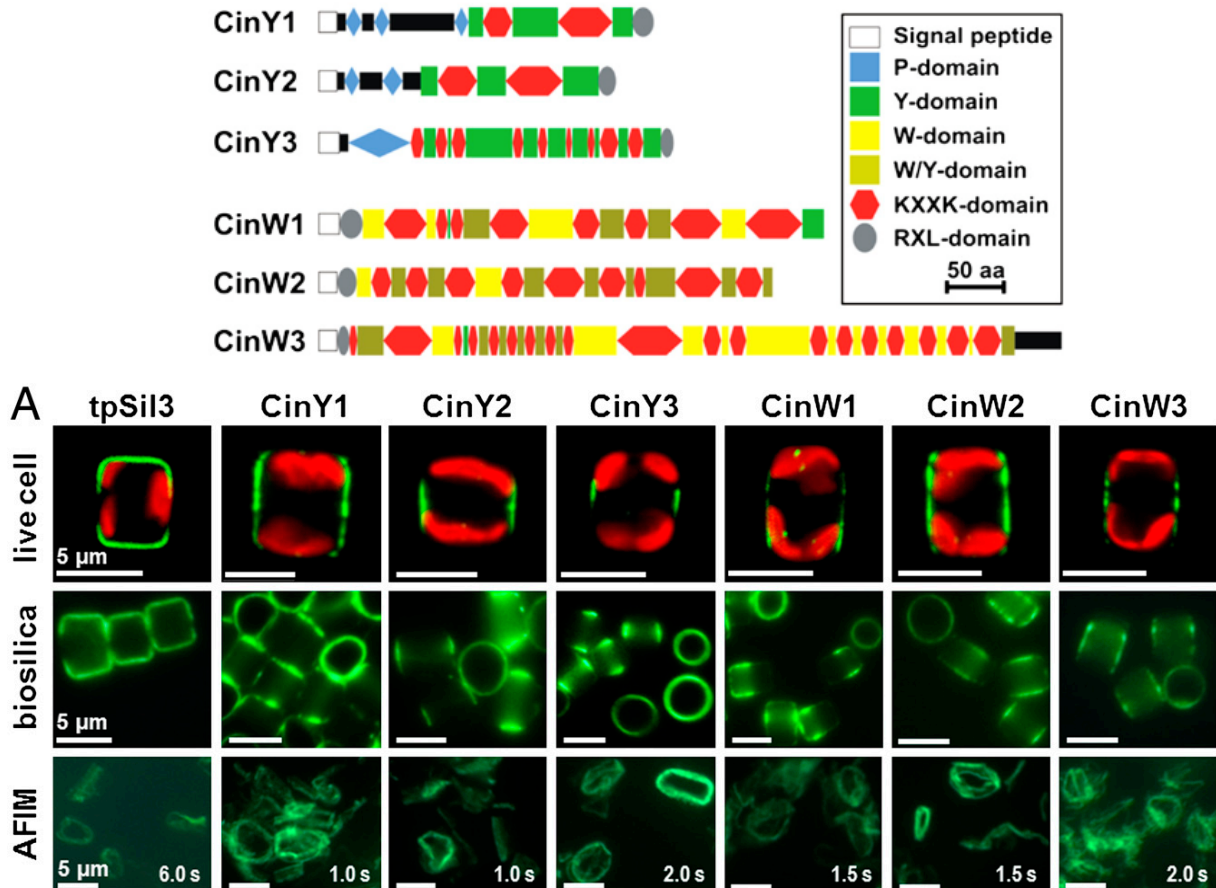 CinY1
CinY2
CinY3
CinW1
CinW2
CinW3
Signal peptide
P-domain
Y-domain
W-domain
W/Y-domain
KXXK-domain
RXL-domain
50 aa
A
tpSil3 CinY1 CinY2 CinY3 CinW1 CinW2 CinW3
live cell
5 µm
biosilica
5 µm
AFIM
5 µm 6.0 s 1.0 s 1.0 s 2.0 s 1.5 s 1.5 s 2.0 s